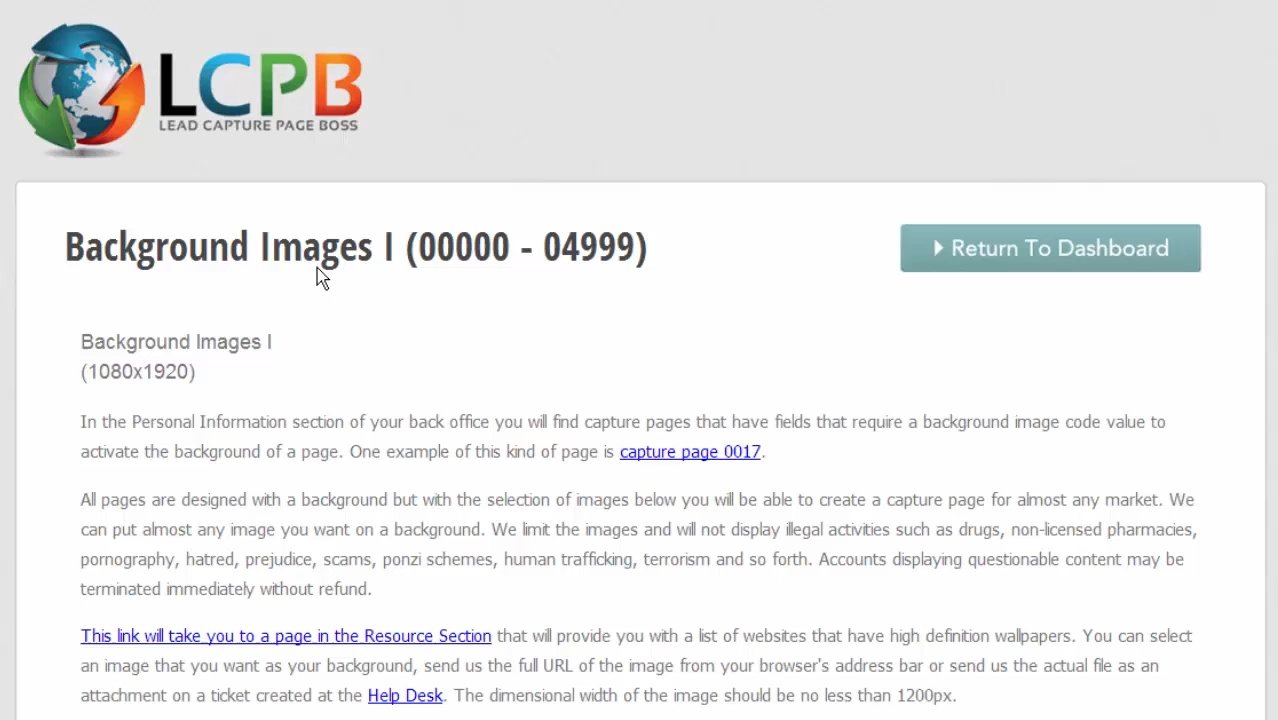 LCPB
LEAD CAPTURE PAGE BOSS
Background Images I (00000 - 04999)
Return To Dashboard
Background Images I
(1080x1920)
In the Personal Information section of your back office you will find capture pages that have fields that require a background image code value to
activate the background of a page. One example of this kind of page is capture page 0017.
All pages are designed with a background but with the selection of images below you will be able to create a capture page for almost any market. We
can put almost any image you want on a background. We limit the images and will not display illegal activities such as drugs, non-licensed pharmacies,
pornography, hatred, prejudice, scams, ponzi schemes, human trafficking, terrorism and so forth. Accounts displaying questionable content may be
terminated immediately without refund.
This link will take you to a page in the Resource Section that will provide you with a list of websites that have high definition wallpapers. You can select
an image that you want as your background, send us the full URL of the image from your browser's address bar or send us the actual file as an
attachment on a ticket created at the Help Desk. The dimensional width of the image should be no less than 1200px.